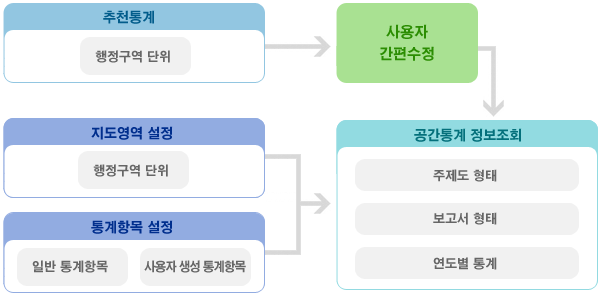 추천통계
행정구역 단위
사용자
간편수정
지도영역 설정
행정구역 단위
통계항목 설정
일반 통계항목
사용자 생성 통계항목
공간통계 정보조회
주제도 형태
보고서 형태
연도별 통계